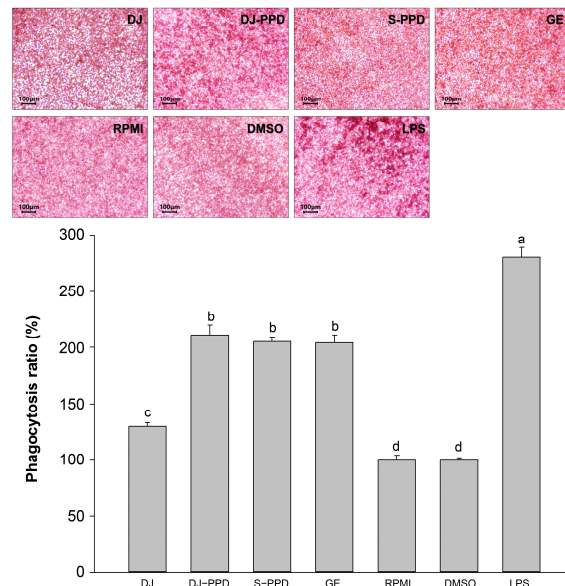 DJ
DJ-PPD
S-PPD
GE
100μm
100μm
100μm
100μm
RPMI
DMSO
LPS
100μm
100μm
100μm
Phagocytosis ratio (%)
300
250
200
150
100
50
0
c
b
b
b
d
d
a
DJ
DJ-PPD
S-PPD
GE
RPMI
DMSO
LPS